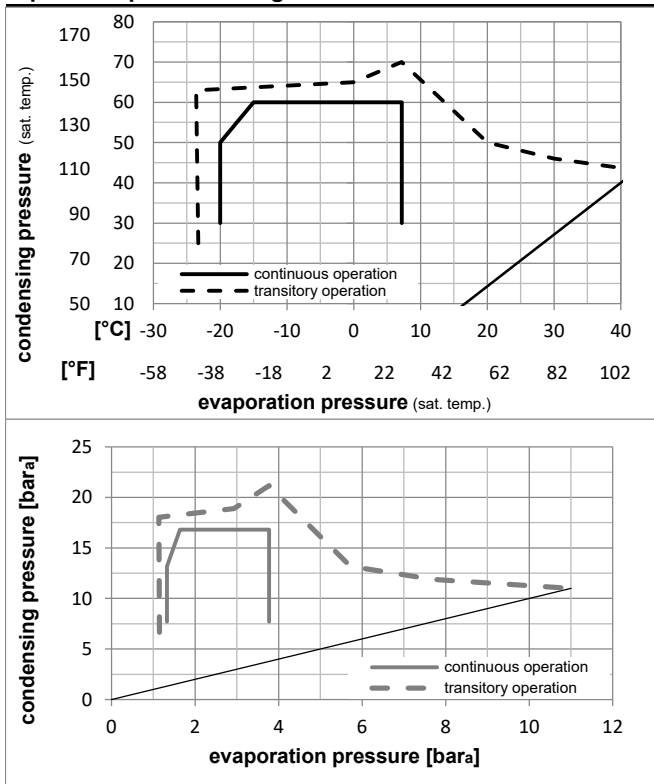 170 80
70
150 60
130 50
110 40
90 30
70 20
50 10
condensing pressure (sat. temp.)
continuous operation
transitory operation
[°C] -30 -20 -10 0 10 20 30 40
[°F] -58 -38 -18 2 22 42 62 82 102
evaporation pressure (sat. temp.)
25
20
15
10
5
0
condensing pressure [bara]
continuous operation
transitory operation
0 2 4 6 8 10 12
evaporation pressure [bara]